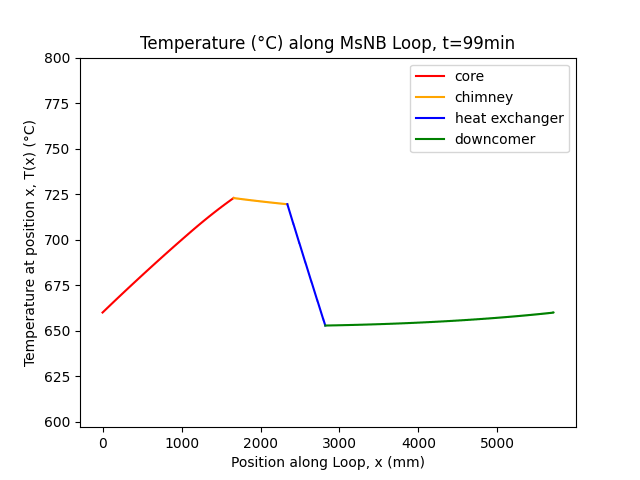 Temperature (°C) along MsNB Loop, t=99min
core
chimney
heat exchanger
downcomer
Temperature at position x, T(x) (°C)
800
775
750
725
700
675
650
625
600
0 1000 2000 3000 4000 5000
Position along Loop, x (mm)